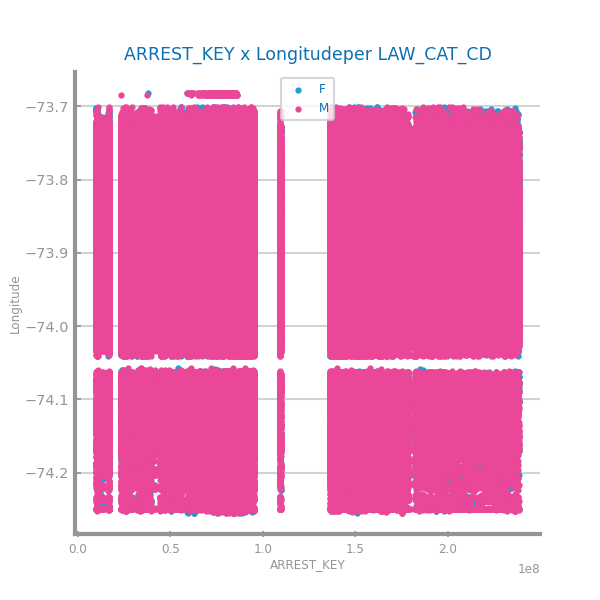 ARREST_KEY x Longitudeper LAW_CAT_CD
F
M
−73.7
−73.8
−73.9
−74.0
−74.1
−74.2
Longitude
0.0 0.5 1.0 1.5 2.0
ARREST_KEY
1e8